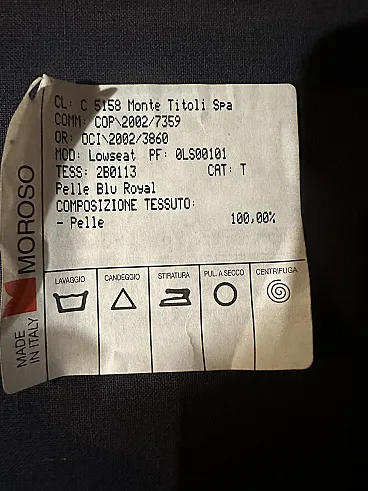 CL: C 5158 Monte Titoli Spa
COMM: COP\2002/7359
OR: OCI\2002/3860
MOD: Lowseat PF: 0LS00101
TESS: 2B0113 CAT: T
Pelle Blu Royal
COMPOSIZIONE TESSUTO:
- Pelle 100,00%
LAVAGGIO CANDEGGIO STIRATURA PUL. A SECCO CENTRIFUGA
MOROSO
MADE
IN ITALY